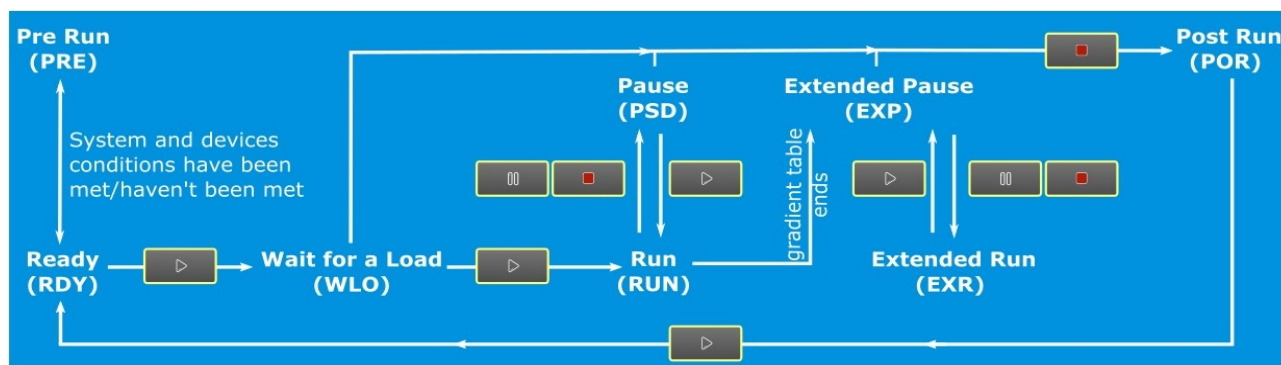 Pre Run
(PRE)
Post Run
(POR)
Pause
(PSD)
Extended Pause
(EXP)
System and devices
conditions have been
met/haven't been met
gradient table
ends
Ready
(RDY)
Wait for a Load
(WLO)
Run
(RUN)
Extended Run
(EXR)